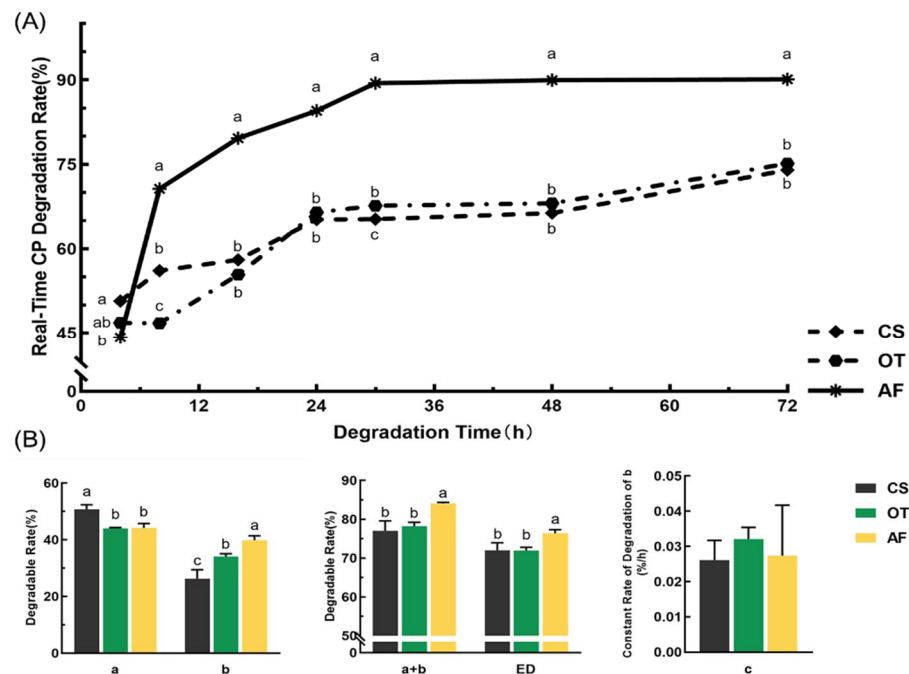 (A)
Real-Time CP Degradation Rate(%)
90
75
60
45
0
a
a
a
a
a
a
a
ab
b
b
c
b
b
b
b
b
c
b
b
b
b
0 12 24 36 48 60 72
Degradation Time(h)
CS
OT
AF
(B)
Degradable Rate(%)
60
40
20
0
a b b
c b a
a b
Degradable Rate(%)
90
80
70
60
50
0
b b a
b b a
a+b ED
Constant Rate of Degradation of b
(%/h)
0.05
0.04
0.03
0.02
0.01
0.00
c
CS
OT
AF